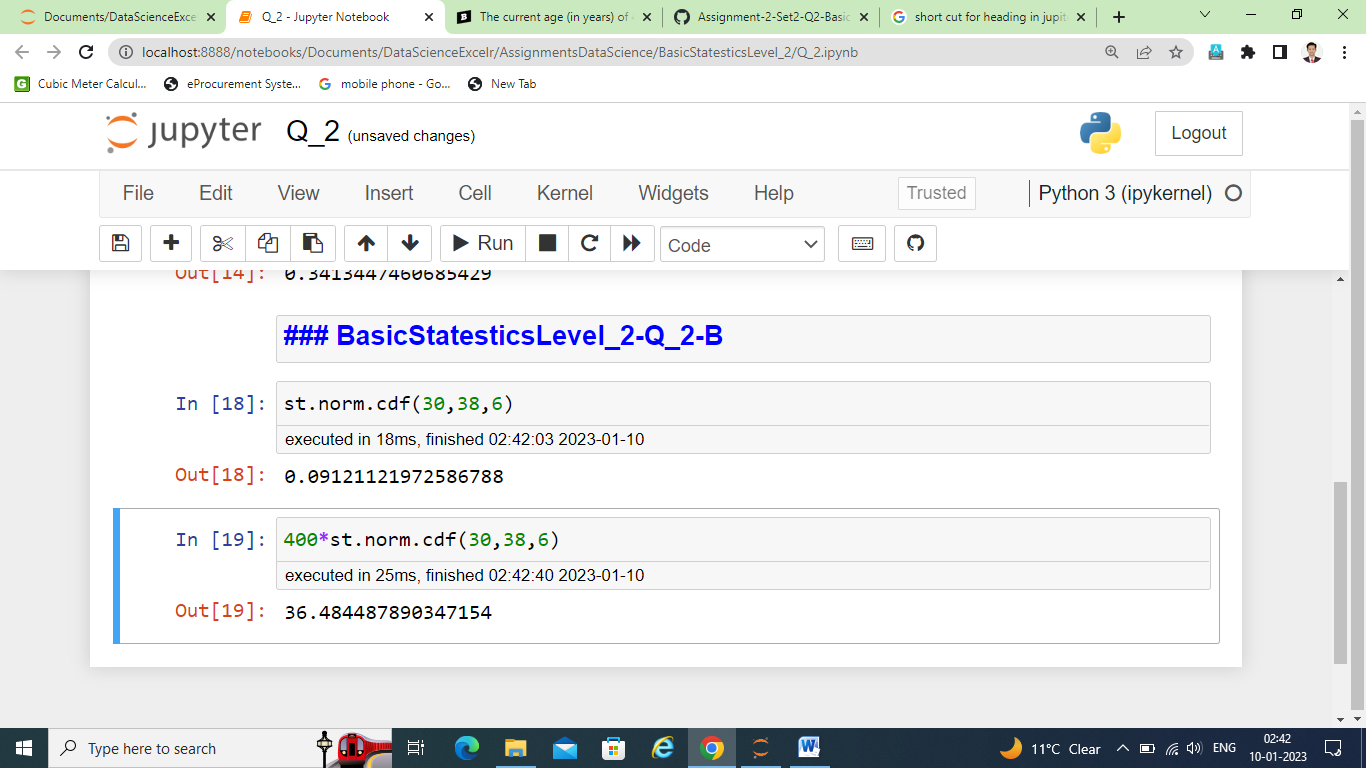 Documents/DataScienceExce
Q_2 - Jupyter Notebook
The current age (in years) of
Assignment-2-Set2-Q2-Basic
short cut for heading in jupit
localhost:8888/notebooks/Documents/DataScienceExcelr/AssignmentsDataScience/BasicStatesticsLevel_2/Q_2.ipynb
Cubic Meter Calcul...
eProcurement Syste...
mobile phone - Go...
New Tab
jupyter Q_2 (unsaved changes)
Logout
File Edit View Insert Cell Kernel Widgets Help
Trusted
Python 3 (ipykernel)
Run
Code
Out[14]: 0.3413447460685429
### BasicStatesticsLevel_2-Q_2-B
In [18]: st.norm.cdf(30,38,6)
executed in 18ms, finished 02:42:03 2023-01-10
Out[18]: 0.09121121972586788
In [19]: 400*st.norm.cdf(30,38,6)
executed in 25ms, finished 02:42:40 2023-01-10
Out[19]: 36.484487890347154
Type here to search
11°C Clear
ENG
02:42
10-01-2023